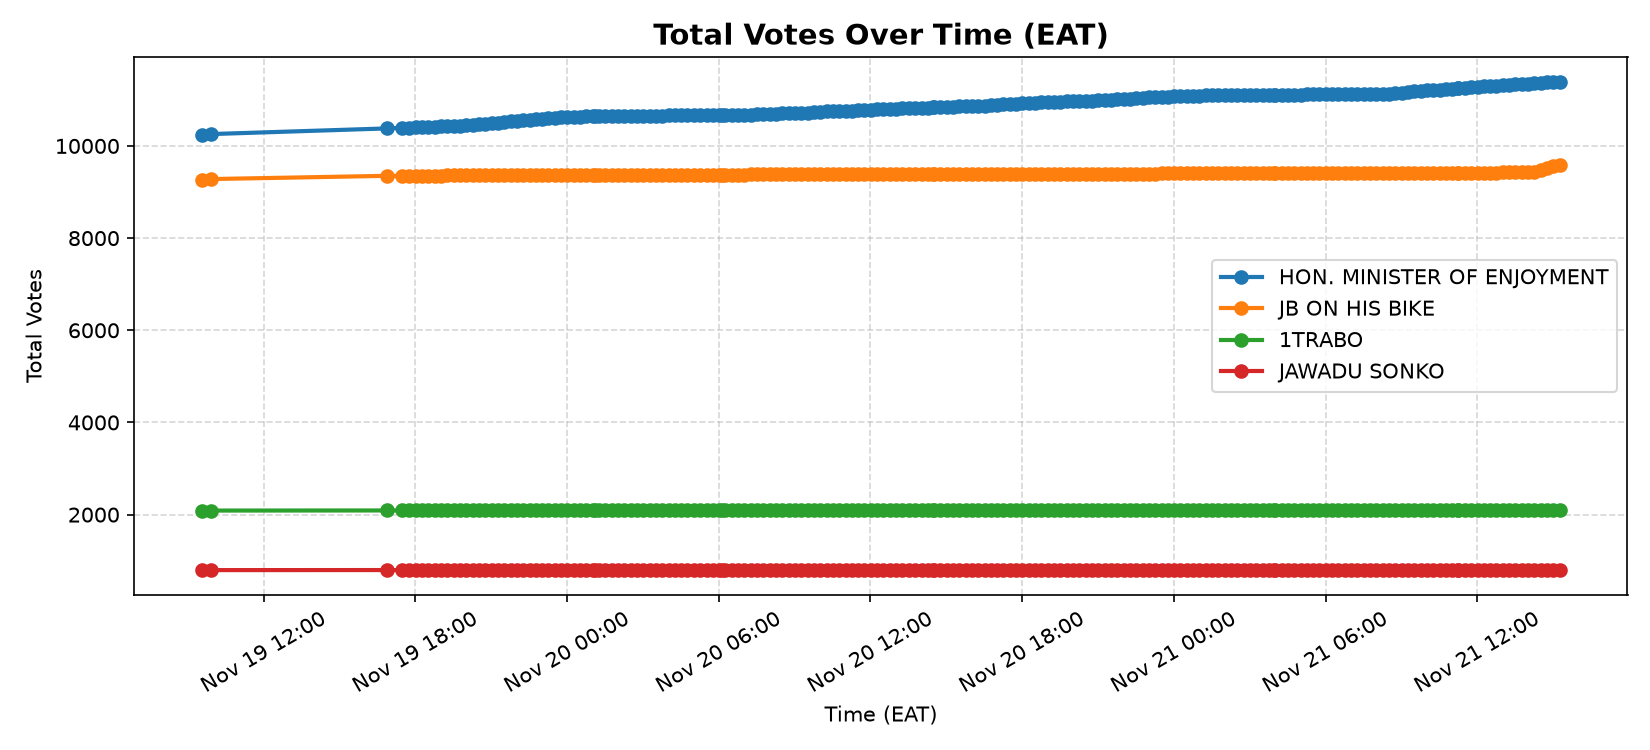 Total Votes Over Time (EAT)
Total Votes
10000
8000
6000
4000
2000
HON. MINISTER OF ENJOYMENT
JB ON HIS BIKE
1TRABO
JAWADU SONKO
Nov 19 12:00
Nov 19 18:00
Nov 20 00:00
Nov 20 06:00
Nov 20 12:00
Nov 20 18:00
Nov 21 00:00
Nov 21 06:00
Nov 21 12:00
Time (EAT)